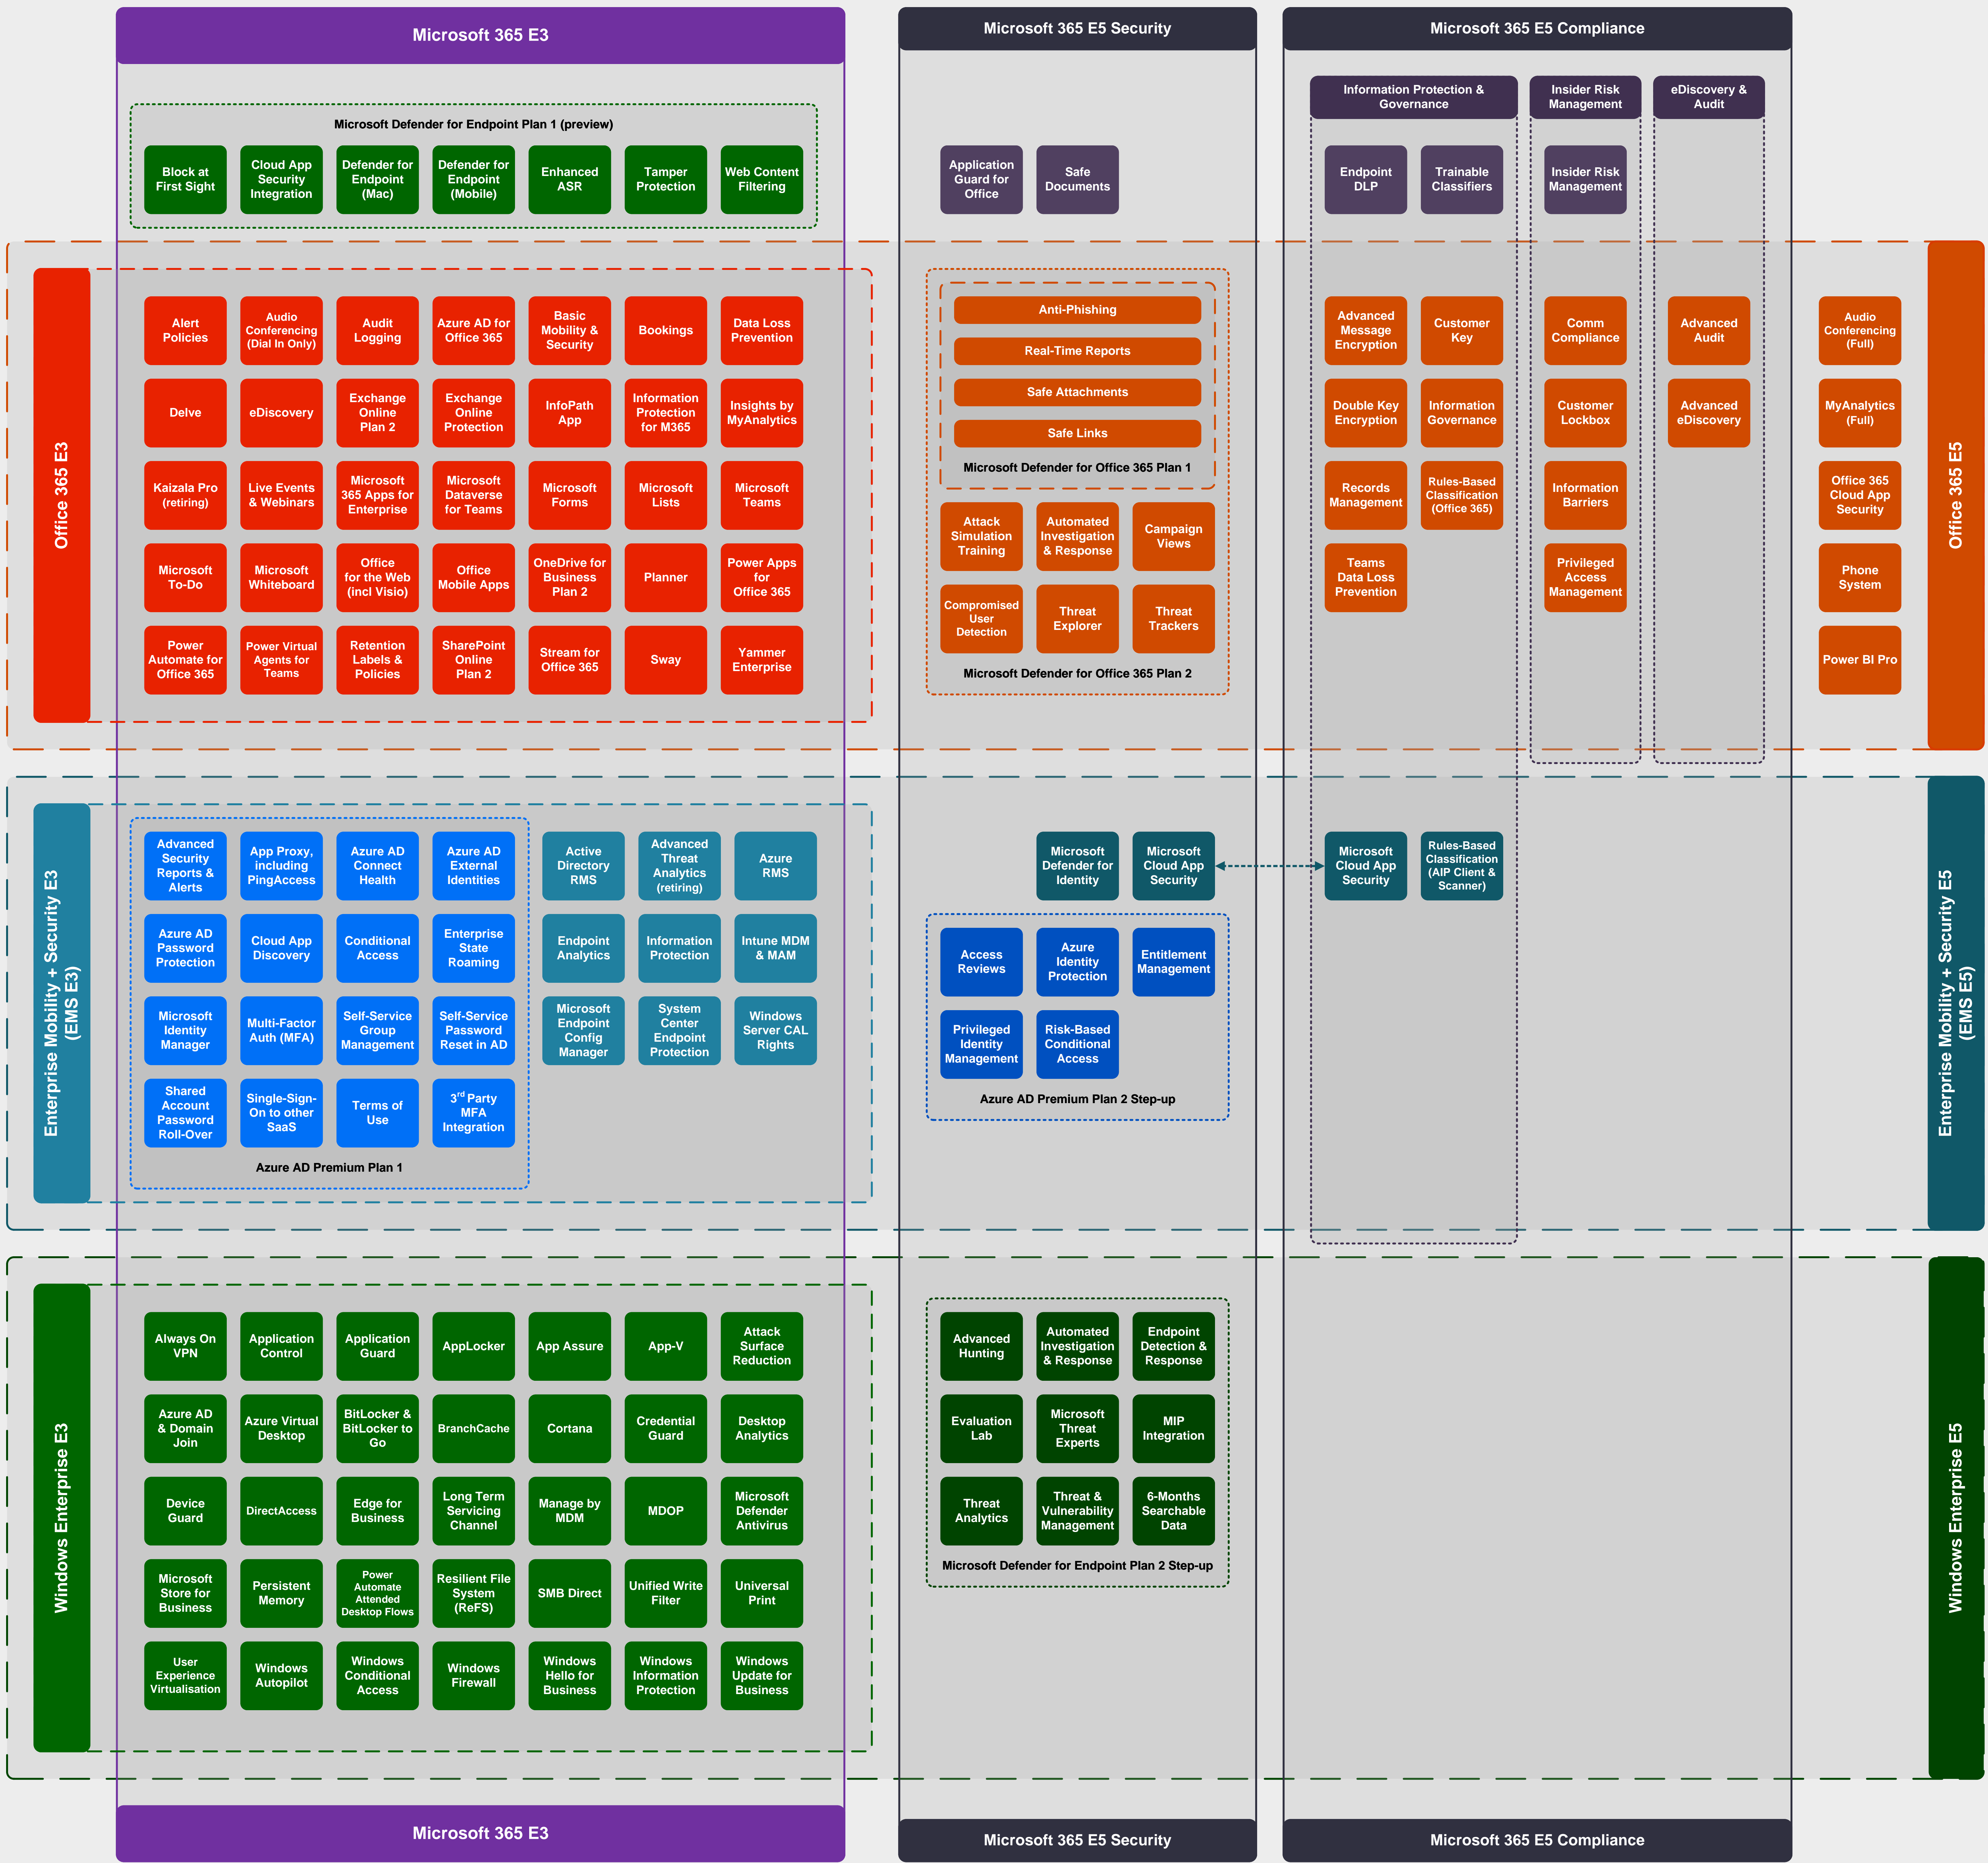 Microsoft 365 E3
Microsoft 365 E5 Security
Microsoft 365 E5 Compliance
Microsoft Defender for Endpoint Plan 1 (preview)
Block at
First Sight
Cloud App
Security
Integration
Defender for
Endpoint
(Mac)
Defender for
Endpoint
(Mobile)
Enhanced
ASR
Tamper
Protection
Web Content
Filtering
Application
Guard for
Office
Safe
Documents
Information Protection &
Governance
Insider Risk
Management
eDiscovery &
Audit
Endpoint
DLP
Trainable
Classifiers
Insider Risk
Management
Office 365 E3
Alert
Policies
Audio
Conferencing
(Dial In Only)
Audit
Logging
Azure AD for
Office 365
Basic
Mobility &
Security
Bookings
Data Loss
Prevention
Delve
eDiscovery
Exchange
Online
Plan 2
Exchange
Online
Protection
InfoPath
App
Information
Protection
for M365
Insights by
MyAnalytics
Kaizala Pro
(retiring)
Live Events
& Webinars
Microsoft
365 Apps for
Enterprise
Microsoft
Dataverse
for Teams
Microsoft
Forms
Microsoft
Lists
Microsoft
Teams
Microsoft
To-Do
Microsoft
Whiteboard
Office
for the Web
(incl Visio)
Office
Mobile Apps
OneDrive for
Business
Plan 2
Planner
Power Apps
for
Office 365
Power
Automate for
Office 365
Power Virtual
Agents for
Teams
Retention
Labels &
Policies
SharePoint
Online
Plan 2
Stream for
Office 365
Sway
Yammer
Enterprise
Anti-Phishing
Real-Time Reports
Safe Attachments
Safe Links
Microsoft Defender for Office 365 Plan 1
Attack
Simulation
Training
Automated
Investigation
& Response
Campaign
Views
Compromised
User
Detection
Threat
Explorer
Threat
Trackers
Microsoft Defender for Office 365 Plan 2
Advanced
Message
Encryption
Customer
Key
Comm
Compliance
Advanced
Audit
Double Key
Encryption
Information
Governance
Customer
Lockbox
Advanced
eDiscovery
Records
Management
Rules-Based
Classification
(Office 365)
Information
Barriers
Teams
Data Loss
Prevention
Privileged
Access
Management
Audio
Conferencing
(Full)
MyAnalytics
(Full)
Office 365
Cloud App
Security
Phone
System
Power BI Pro
Office 365 E5
Enterprise Mobility + Security E3
(EMS E3)
Advanced
Security
Reports &
Alerts
App Proxy,
including
PingAccess
Azure AD
Connect
Health
Azure AD
External
Identities
Active
Directory
RMS
Advanced
Threat
Analytics
(retiring)
Azure
RMS
Azure AD
Password
Protection
Cloud App
Discovery
Conditional
Access
Enterprise
State
Roaming
Endpoint
Analytics
Information
Protection
Intune MDM
& MAM
Microsoft
Identity
Manager
Multi-Factor
Auth (MFA)
Self-Service
Group
Management
Self-Service
Password
Reset in AD
Microsoft
Endpoint
Config
Manager
System
Center
Endpoint
Protection
Windows
Server CAL
Rights
Shared
Account
Password
Roll-Over
Single-Sign-
On to other
SaaS
Terms of
Use
3rd Party
MFA
Integration
Azure AD Premium Plan 1
Microsoft
Defender for
Identity
Microsoft
Cloud App
Security
Access
Reviews
Azure
Identity
Protection
Entitlement
Management
Privileged
Identity
Management
Risk-Based
Conditional
Access
Azure AD Premium Plan 2 Step-up
Microsoft
Cloud App
Security
Rules-Based
Classification
(AIP Client &
Scanner)
Enterprise Mobility + Security E5
(EMS E5)
Windows Enterprise E3
Always On
VPN
Application
Control
Application
Guard
AppLocker
App Assure
App-V
Attack
Surface
Reduction
Azure AD
& Domain
Join
Azure Virtual
Desktop
BitLocker &
BitLocker to
Go
BranchCache
Cortana
Credential
Guard
Desktop
Analytics
Device
Guard
DirectAccess
Edge for
Business
Long Term
Servicing
Channel
Manage by
MDM
MDOP
Microsoft
Defender
Antivirus
Microsoft
Store for
Business
Persistent
Memory
Power
Automate
Attended
Desktop Flows
Resilient File
System
(ReFS)
SMB Direct
Unified Write
Filter
Universal
Print
User
Experience
Virtualisation
Windows
Autopilot
Windows
Conditional
Access
Windows
Firewall
Windows
Hello for
Business
Windows
Information
Protection
Windows
Update for
Business
Advanced
Hunting
Automated
Investigation
& Response
Endpoint
Detection &
Response
Evaluation
Lab
Microsoft
Threat
Experts
MIP
Integration
Threat
Analytics
Threat &
Vulnerability
Management
6-Months
Searchable
Data
Microsoft Defender for Endpoint Plan 2 Step-up
Windows Enterprise E5
Microsoft 365 E3
Microsoft 365 E5 Security
Microsoft 365 E5 Compliance